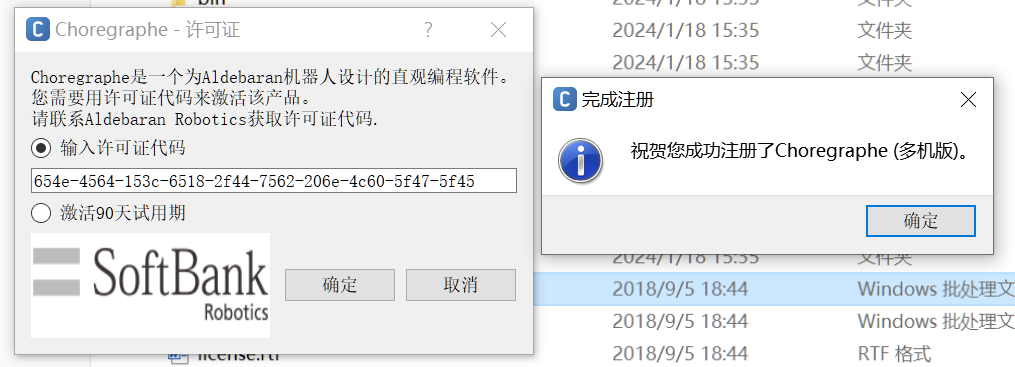 bin
2024/1/18 15:35 文件夹
Choregraphe - 许可证
2024/1/18 15:35 文件夹
2024/1/18 15:35 文件夹
Choregraphe是一个为Aldebaran机器人设计的直观编程软件。
您需要用许可证代码来激活该产品。
请联系Aldebaran Robotics获取许可证代码.
输入许可证代码
654e-4564-153c-6518-2f44-7562-206e-4c60-5f47-5f45
激活90天试用期
SoftBank
Robotics
确定
取消
完成注册
祝贺您成功注册了Choregraphe (多机版)。
确定
2024/1/18 15:35 文件夹
2018/9/5 18:44 Windows 批处理文
2018/9/5 18:44 Windows 批处理文
license.rtf 2018/9/5 18:44 RTF 格式